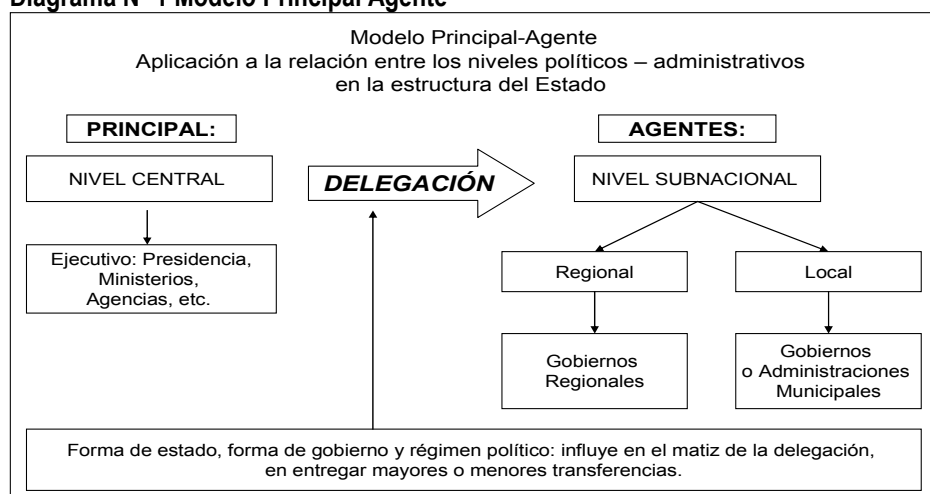 Diagrama N° 1 Modelo Principal Agente
Modelo Principal-Agente
Aplicación a la relación entre los niveles políticos – administrativos
en la estructura del Estado
PRINCIPAL:
AGENTES:
NIVEL CENTRAL
DELEGACIÓN
NIVEL SUBNACIONAL
Ejecutivo: Presidencia,
Ministerios,
Agencias, etc.
Regional
Local
Gobiernos
Regionales
Gobiernos
o Administraciones
Municipales
Forma de estado, forma de gobierno y régimen político: influye en el matiz de la delegación,
en entregar mayores o menores transferencias.